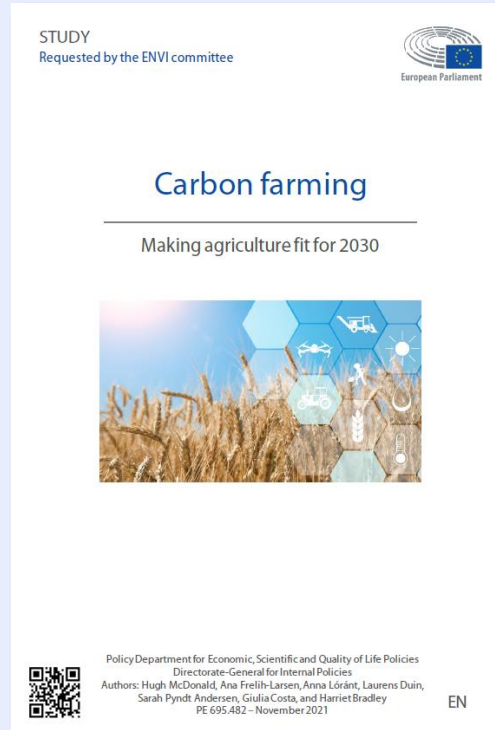 STUDY
Requested by the ENVI committee
European Parliament
Carbon farming
Making agriculture fit for 2030
Policy Department for Economic, Scientific and Quality of Life Policies
Directorate-General for Internal Policies
Authors: Hugh McDonald, Ana Frelih-Larsen, Anna Lóránt, Laurens Duin,
Sarah Pyndt Andersen, Giulia Costa, and Harriet Bradley
PE 695.482 – November 2021
EN